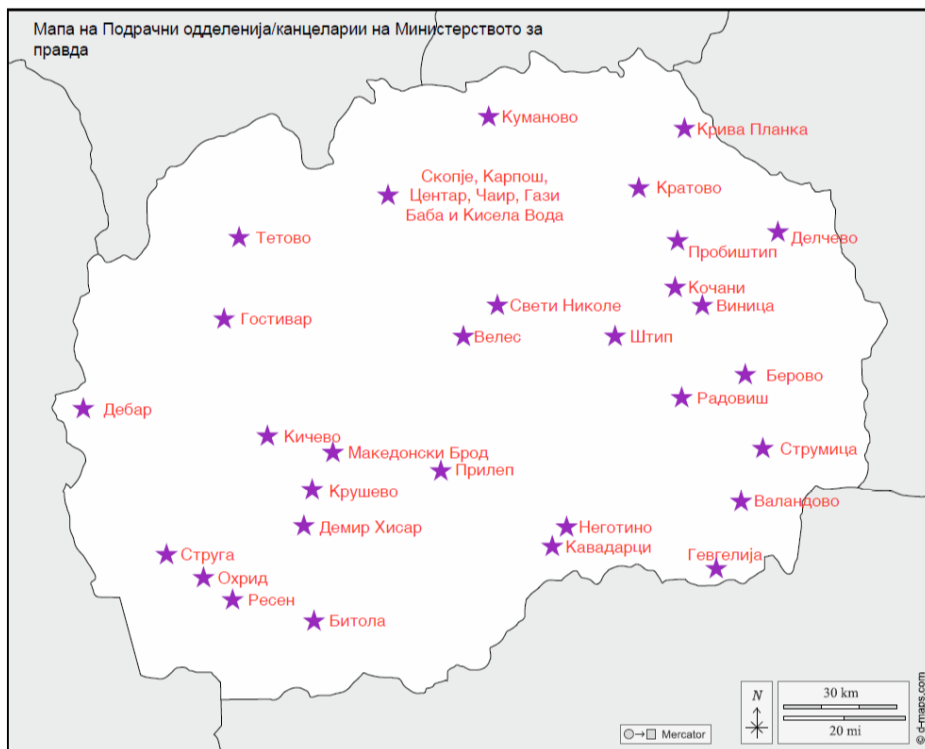 Мапа на Подрачни одделенија/канцеларии на Министерството за
правда
Куманово
Крива Планка
Скопје, Карпош,
Центар, Чаир, Гази
Баба и Кисела Вода
Кратово
Тетово
Делчево
Пробиштип
Кочани
Свети Николе
Виница
Гостивар
Велес
Штип
Берово
Радовиш
Дебар
Кичево
Македонски Брод
Струмица
Прилеп
Крушево
Валандово
Демир Хисар
Неготино
Кавадарци
Гевгелија
Струга
Охрид
Ресен
Битола
N
30 km
20 mi
Mercator
© d-maps.com